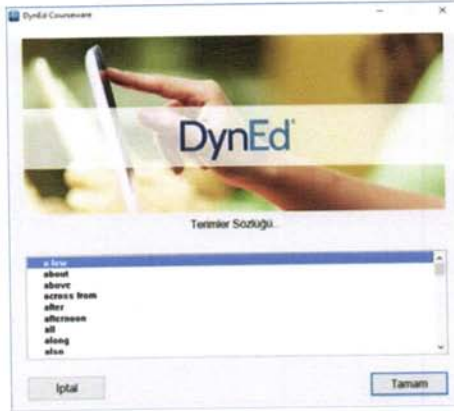 DynEd Courseware
DynEd
Terimler Sözlüğü...
a few
about
above
across from
after
afternoon
all
along
also
İptal
Tamam